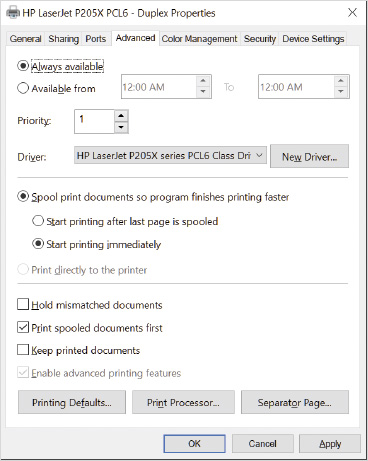 HP LaserJet P205X PCL6 - Duplex Properties
General Sharing Ports Advanced Color Management Security Device Settings
Always available
Available from 12:00 AM To 12:00 AM
Priority: 1
Driver: HP LaserJet P205X series PCL6 Class Dri New Driver...
Spool print documents so program finishes printing faster
Start printing after last page is spooled
Start printing immediately
Print directly to the printer
Hold mismatched documents
Print spooled documents first
Keep printed documents
Enable advanced printing features
Printing Defaults... Print Processor... Separator Page...
OK Cancel Apply